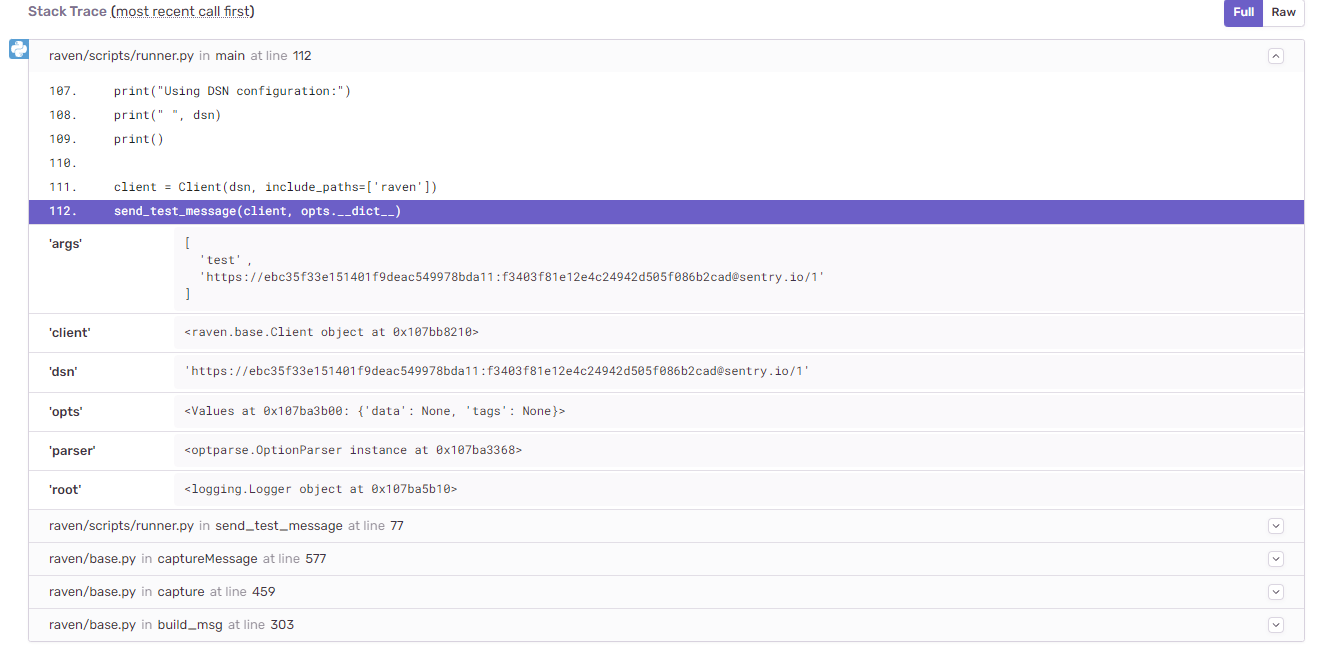 Stack Trace (most recent call first)
Full Raw
raven/scripts/runner.py in main at line 112
107. print("Using DSN configuration:")
108. print(" ", dsn)
109. print()
110.
111. client = Client(dsn, include_paths=['raven'])
112. send_test_message(client, opts.__dict__)
'args' [
'test' ,
'https://ebc35f33e151401f9deac549978bda11:f3403f81e12e4c24942d505f086b2cad@sentry.io/1'
]
'client' <raven.base.Client object at 0x107bb8210>
'dsn' 'https://ebc35f33e151401f9deac549978bda11:f3403f81e12e4c24942d505f086b2cad@sentry.io/1'
'opts' <Values at 0x107ba3b00: {'data': None, 'tags': None}>
'parser' <optparse.OptionParser instance at 0x107ba3368>
'root' <logging.Logger object at 0x107ba5b10>
raven/scripts/runner.py in send_test_message at line 77
raven/base.py in captureMessage at line 577
raven/base.py in capture at line 459
raven/base.py in build_msg at line 303